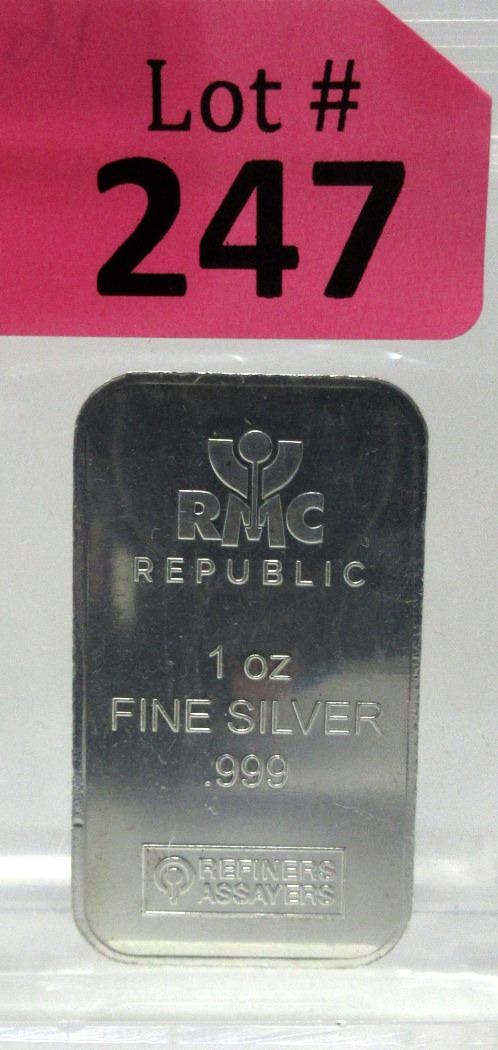 Lot #
247
RMC
REPUBLIC
1 oz
FINE SILVER
.999
REFINERS
ASSAYERS